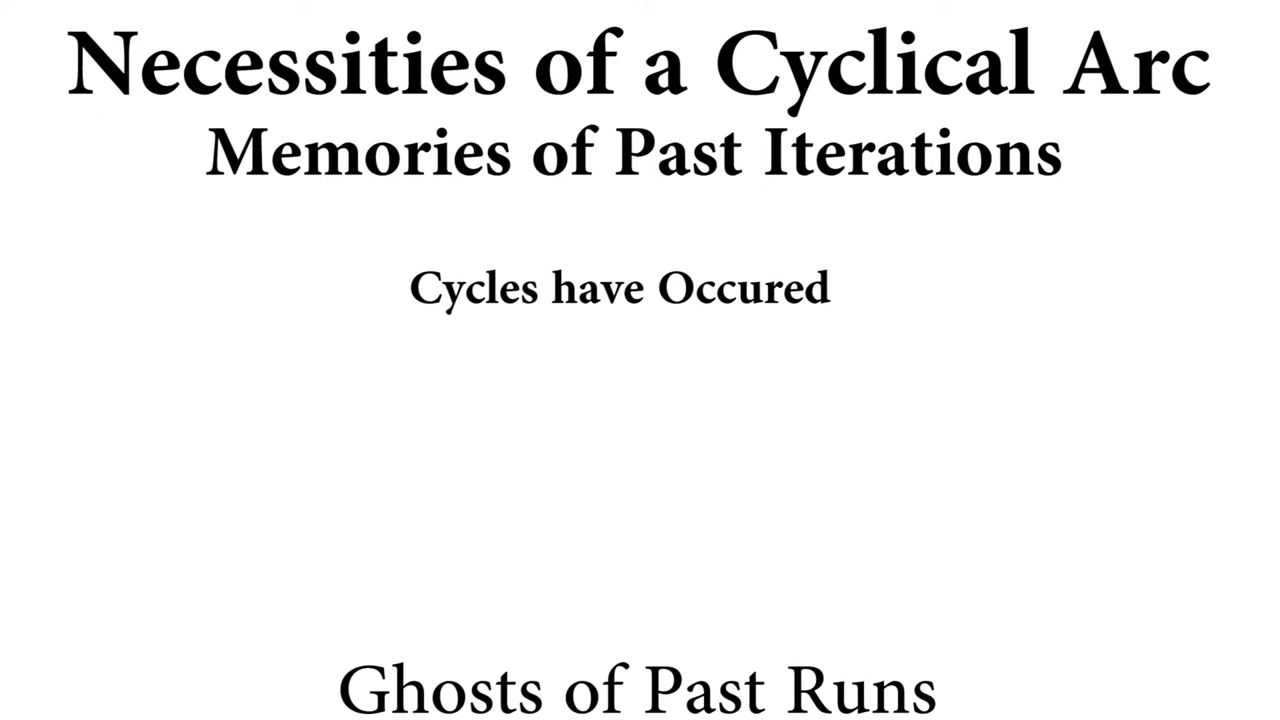 Necessities of a Cyclical Arc
Memories of Past Iterations
Cycles have Occured
Ghosts of Past Runs